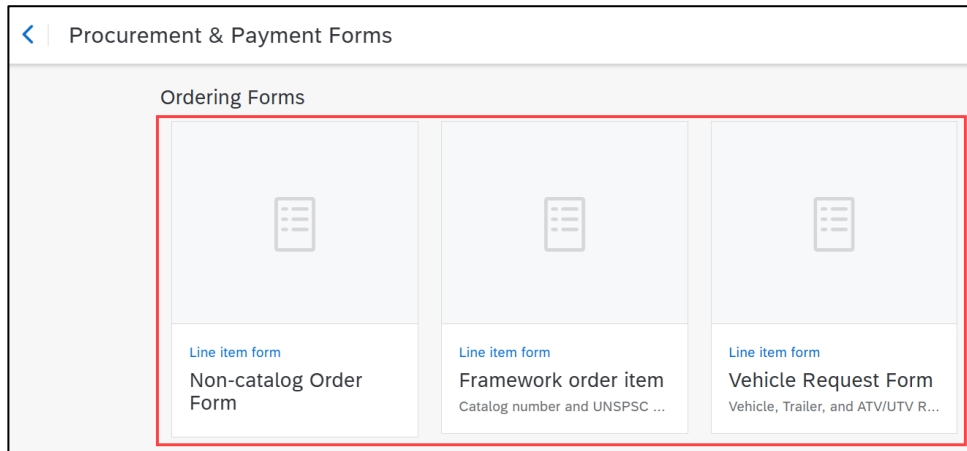 Procurement & Payment Forms
Ordering Forms
Line item form
Non-catalog Order
Form
Line item form
Framework order item
Catalog number and UNSPSC ...
Line item form
Vehicle Request Form
Vehicle, Trailer, and ATV/UTV R...